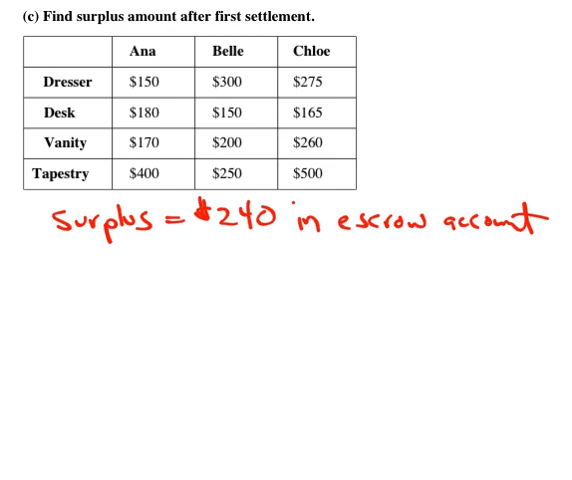 (c) Find surplus amount after first settlement.
Ana Belle Chloe
Dresser $150 $300 $275
Desk $180 $150 $165
Vanity $170 $200 $260
Tapestry $400 $250 $500
Surplus = $240 in escrow account